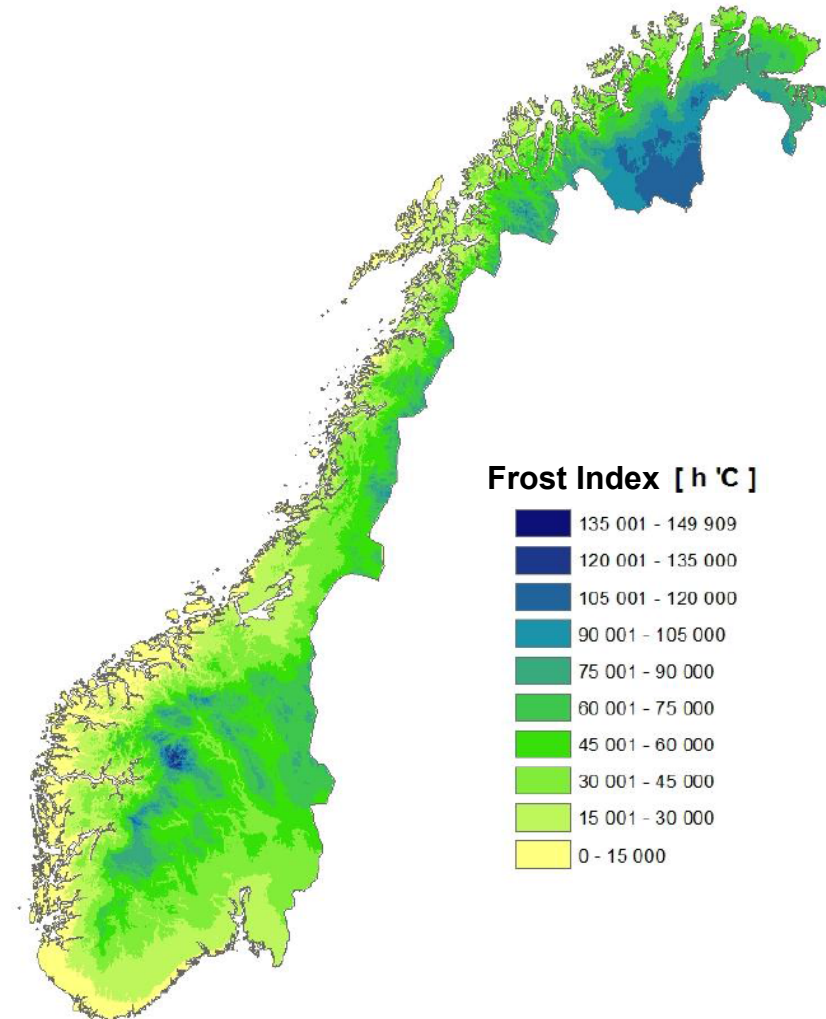 Frost Index [ h 'C ]
135 001 - 149 909
120 001 - 135 000
105 001 - 120 000
90 001 - 105 000
75 001 - 90 000
60 001 - 75 000
45 001 - 60 000
30 001 - 45 000
15 001 - 30 000
0 - 15 000